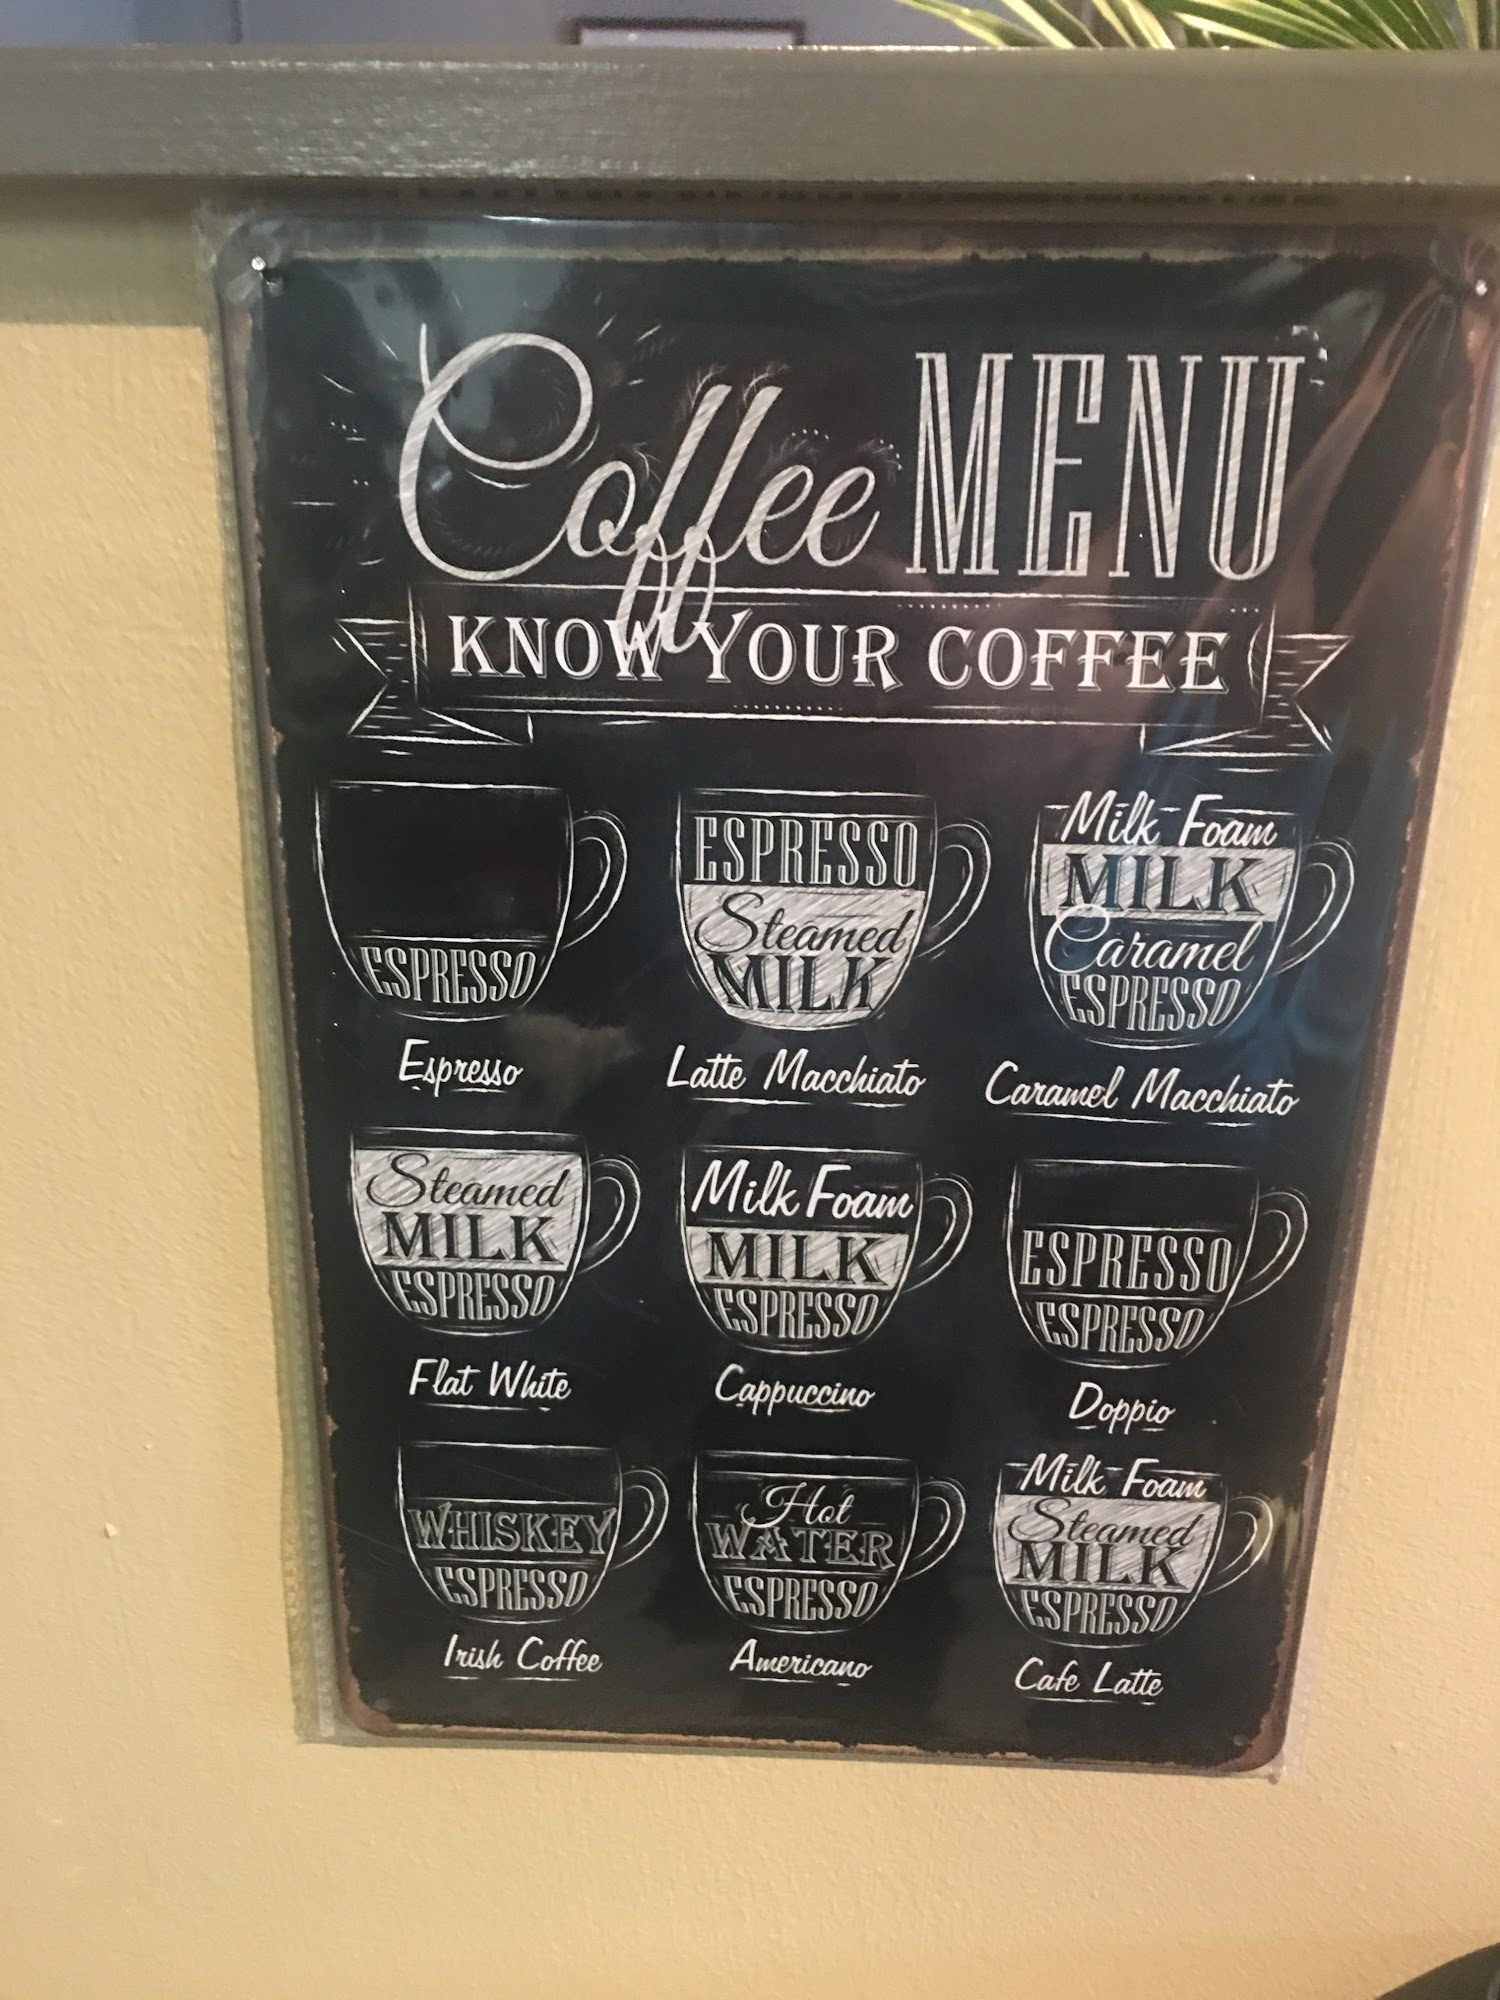 Coffee MENU
KNOW YOUR COFFEE
ESPRESSO
Espresso
ESPRESSO
Steamed
MILK
Latte Macchiato
Milk Foam
MILK
Caramel
ESPRESSO
Caramel Macchiato
Steamed
MILK
ESPRESSO
Flat White
Milk Foam
MILK
ESPRESSO
Cappuccino
ESPRESSO
ESPRESSO
Doppio
WHISKEY
ESPRESSO
Irish Coffee
Hot
WATER
ESPRESSO
Americano
Milk Foam
Steamed
MILK
ESPRESSO
Cafe Latte